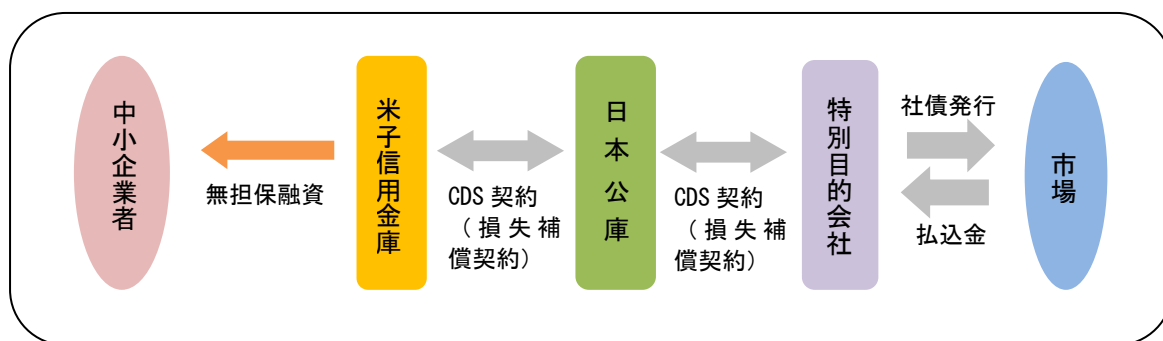 中小企業者
無担保融資
米子信用金庫
CDS 契約
（損失補
償契約）
日本公庫
CDS 契約
（損失補
償契約）
特別目的会社
社債発行
払込金
市場